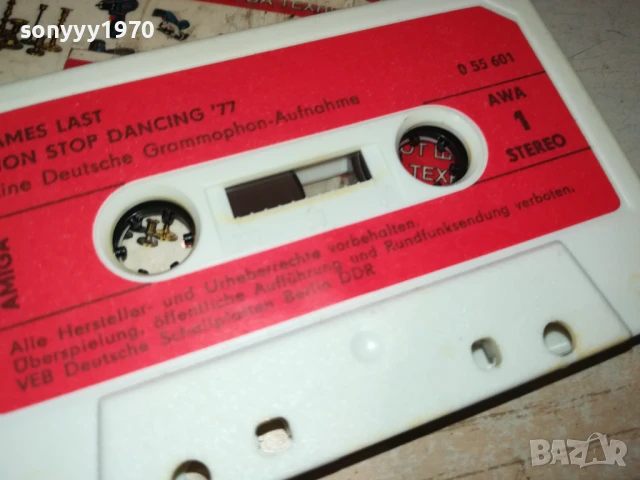 sonyyy1970
AMES LAST
ON STOP DANCING '77
ine Deutsche Grammophon-Aufnahme
0 55 601
AWA
1
STEREO
AMIGA
Alle Hersteller- und Urheberrechte vorbehalten.
Überspielung, öffentliche Aufführung und Rundfunksendung verboten.
VEB Deutsche Schallplatten Berlin DDR
BAZAR